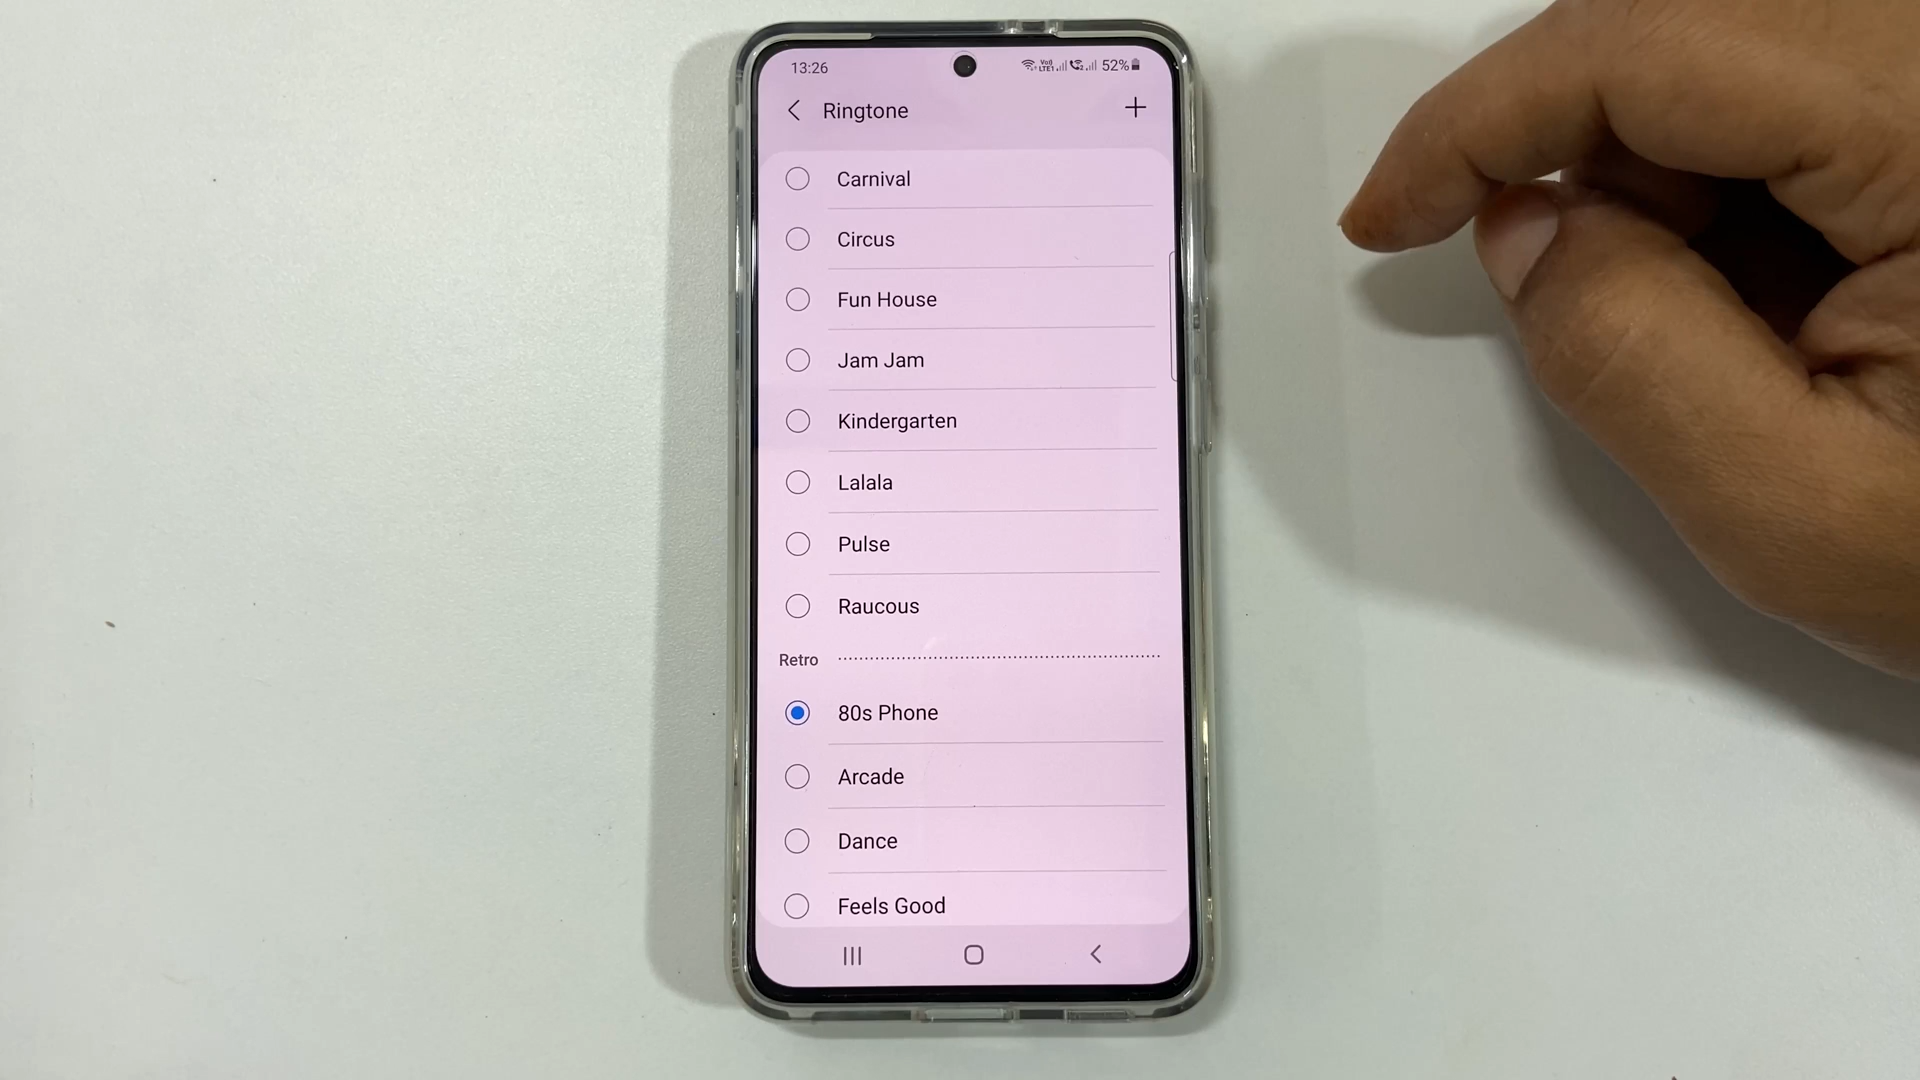 13:26
52%
Ringtone
Carnival
Circus
Fun House
Jam Jam
Kindergarten
Lalala
Pulse
Raucous
Retro
80s Phone
Arcade
Dance
Feels Good